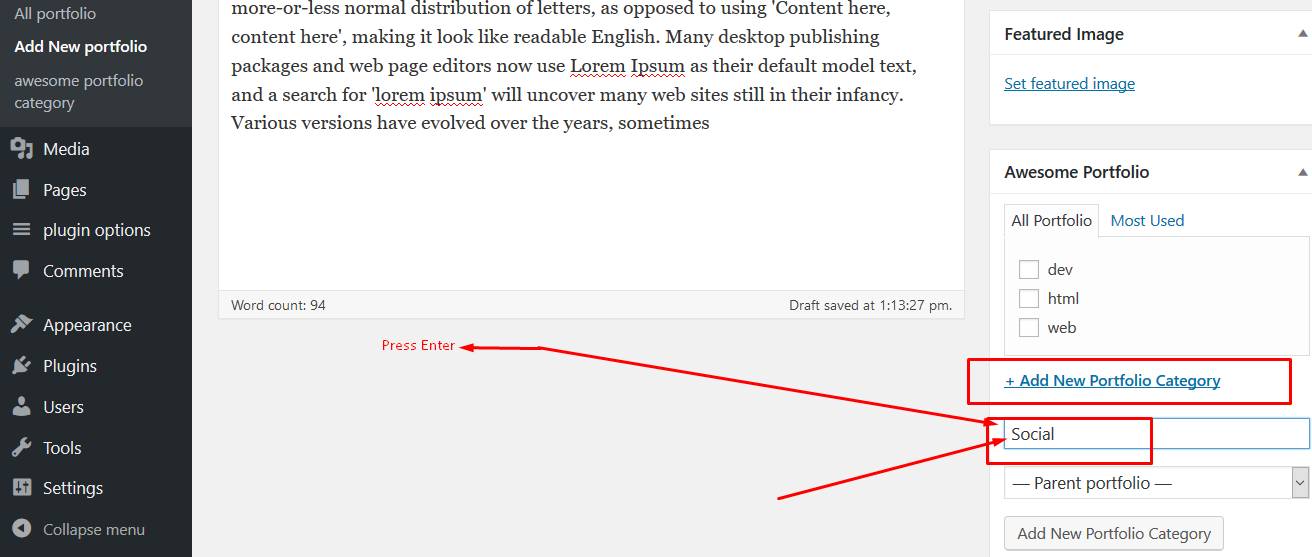 All portfolio
Add New portfolio
awesome portfolio
category
Media
Pages
plugin options
Comments
Appearance
Plugins
Users
Tools
Settings
Collapse menu
more-or-less normal distribution of letters, as opposed to using 'Content here,
content here', making it look like readable English. Many desktop publishing
packages and web page editors now use Lorem Ipsum as their default model text,
and a search for 'lorem ipsum' will uncover many web sites still in their infancy.
Various versions have evolved over the years, sometimes
Word count: 94
Draft saved at 1:13:27 pm.
Press Enter
Featured Image
Set featured image
Awesome Portfolio
All Portfolio
Most Used
dev
html
web
+ Add New Portfolio Category
Social
— Parent portfolio —
Add New Portfolio Category